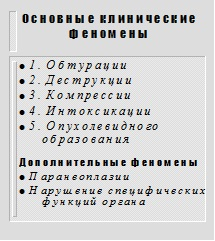 Основные клинические
феномены
● 1. Обтурации
● 2. Деструкции
● 3. Компрессии
● 4. Интоксикации
● 5. Опухолевидного
образования
Дополнительные феномены
● Паранвоплазии
● Нарушение специфических
функций органа